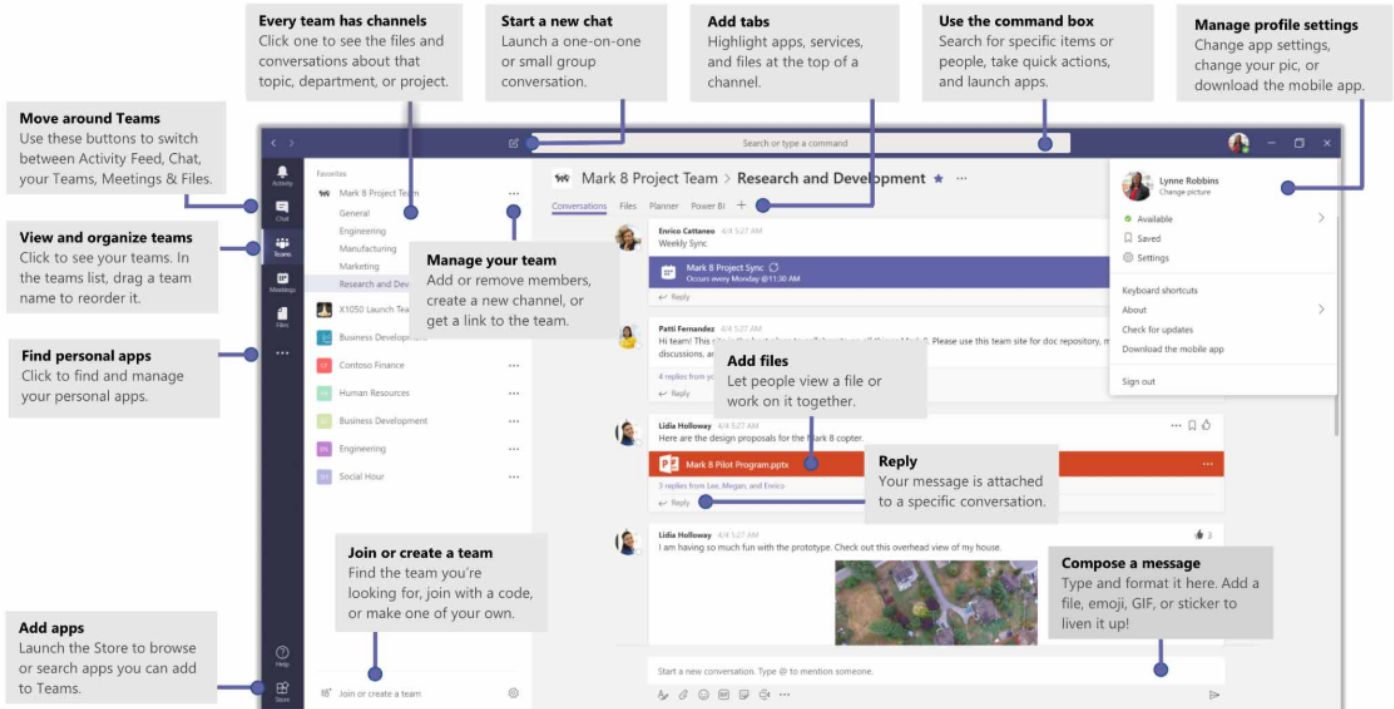 Every team has channels
Click one to see the files and
conversations about that
topic, department, or project.
Start a new chat
Launch a one-on-one
or small group
conversation.
Add tabs
Highlight apps, services,
and files at the top of a
channel.
Use the command box
Search for specific items or
people, take quick actions,
and launch apps.
Manage profile settings
Change app settings,
change your pic, or
download the mobile app.
Move around Teams
Use these buttons to switch
between Activity Feed, Chat,
your Teams, Meetings & Files.
View and organize teams
Click to see your teams. In
the teams list, drag a team
name to reorder it.
Find personal apps
Click to find and manage
your personal apps.
Add apps
Launch the Store to browse
or search apps you can add
to Teams.
Search or type a command
Activity
Chat
Teams
Meetings
Files
Help
Store
Favorites
Mark 8 Project Team
General
Engineering
Manufacturing
Marketing
Research and Dev
X1050 Launch Tea
Business Developm
Contoso Finance
Human Resources
Business Development
Engineering
Social Hour
Join or create a team
Manage your team
Add or remove members,
create a new channel, or
get a link to the team.
Join or create a team
Find the team you're
looking for, join with a code,
or make one of your own.
Mark 8 Project Team > Research and Development
Conversations Files Planner Power BI +
Enrico Cattaneo 4/4 5:27 AM
Weekly Sync
Mark 8 Project Sync
Occurs every Monday @11:30 AM
Reply
Patti Fernandez 4/4 5:27 AM
Hi team! This Please use this team site for doc repository, m
discussions, a
4 replies from yo
Reply
Add files
Let people view a file or
work on it together.
Lidia Holloway 4/4 5:27 AM
Here are the design proposals for the Mark 8 copter.
Mark 8 Pilot Program.pptx
3 replies from Lee, Megan, and Enrico
Reply
Reply
Your message is attached
to a specific conversation.
Lidia Holloway 4/4 5:27 AM
3
I am having so much fun with the prototype. Check out this overhead view of my house.
Compose a message
Type and format it here. Add a
file, emoji, GIF, or sticker to
liven it up!
Start a new conversation. Type @ to mention someone.
GIF
Lynne Robbins
Change picture
Available
Saved
Settings
Keyboard shortcuts
About
Check for updates
Download the mobile app
Sign out